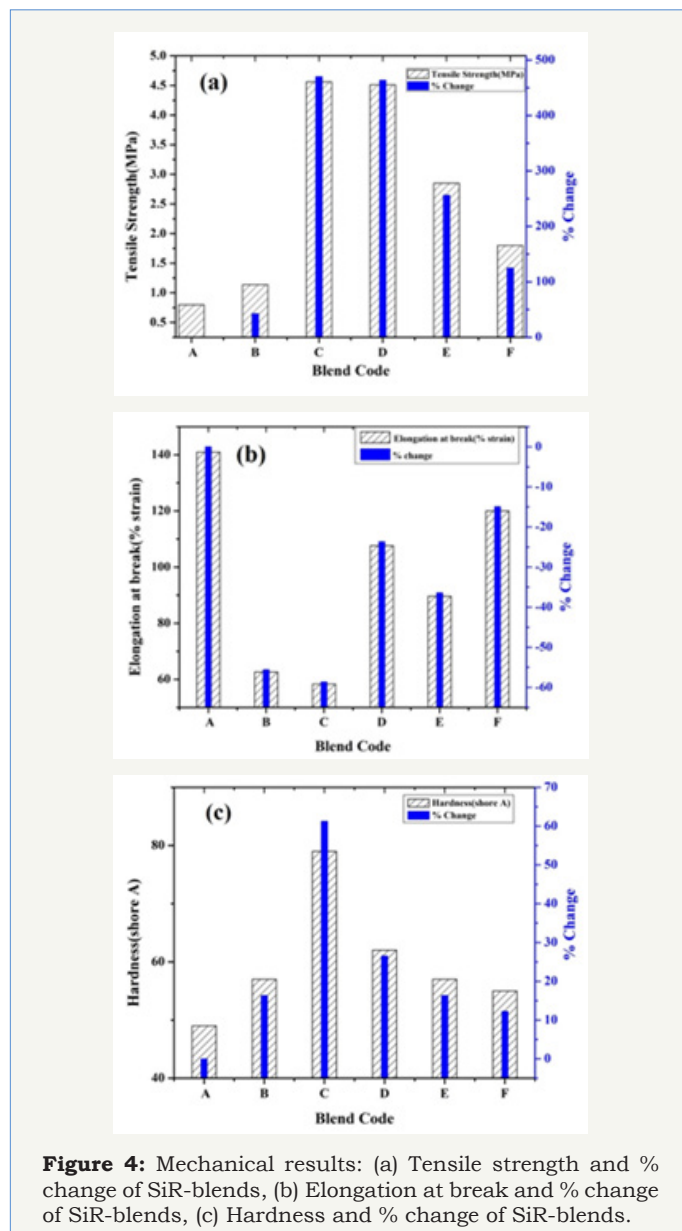 (a)
Tensile Strength(MPa)
% Change
5.0
4.5
4.0
3.5
3.0
2.5
2.0
1.5
1.0
0.5
Tensile Strength(MPa)
500
400
300
200
100
0
% Change
A B C D E F
Blend Code
(b)
Elongation at break(% strain)
% change
140
120
100
80
60
Elongation at break(% strain)
0
-10
-20
-30
-40
-50
-60
% Change
A B C D E F
Blend Code
(c)
Hardness(shore A)
% Change
80
60
40
Hardness(shore A)
70
60
50
40
30
20
10
0
% Change
A B C D E F
Blend Code
Figure 4: Mechanical results: (a) Tensile strength and %
change of SiR-blends, (b) Elongation at break and % change
of SiR-blends, (c) Hardness and % change of SiR-blends.